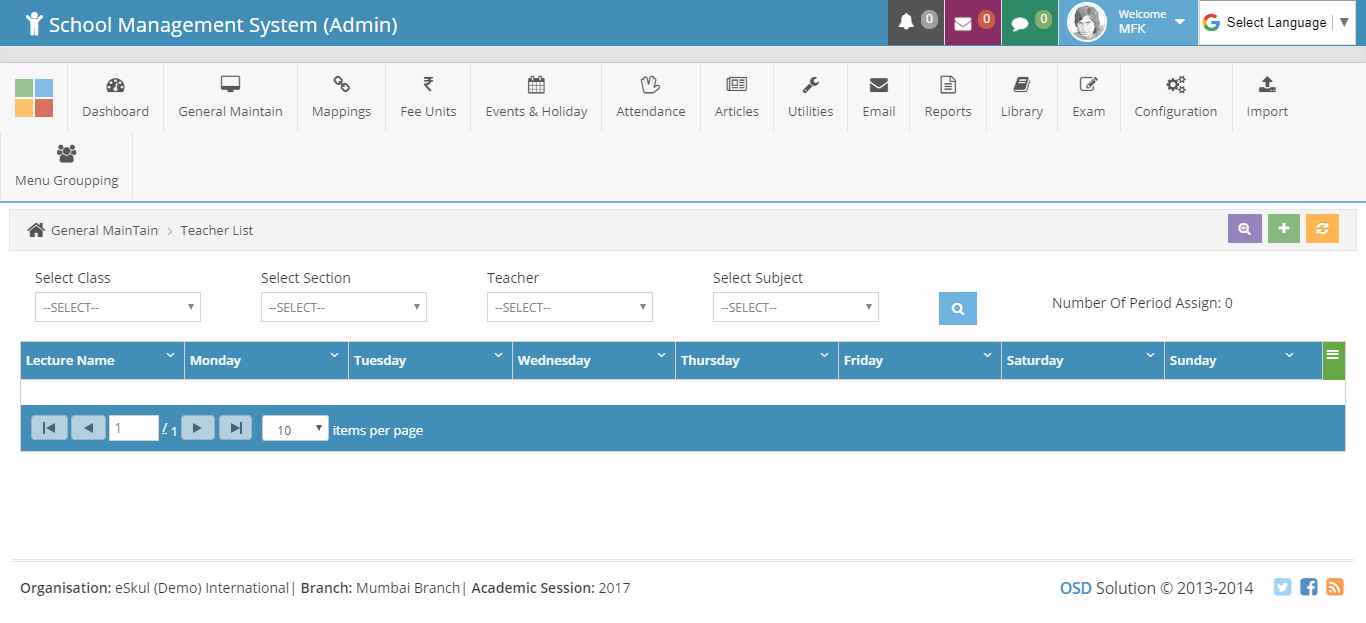 School Management System (Admin)
0
0
0
Welcome
MFK
Select Language
Dashboard
General Maintain
Mappings
Fee Units
Events & Holiday
Attendance
Articles
Utilities
Email
Reports
Library
Exam
Configuration
Import
Menu Groupping
General MainTain
Teacher List
Select Class
Select Section
Teacher
Select Subject
--SELECT--
--SELECT--
--SELECT--
--SELECT--
Number Of Period Assign: 0
Lecture Name
Monday
Tuesday
Wednesday
Thursday
Friday
Saturday
Sunday
1 / 1
10
items per page
Organisation: eSkul (Demo) International| Branch: Mumbai Branch| Academic Session: 2017
OSD Solution © 2013-2014